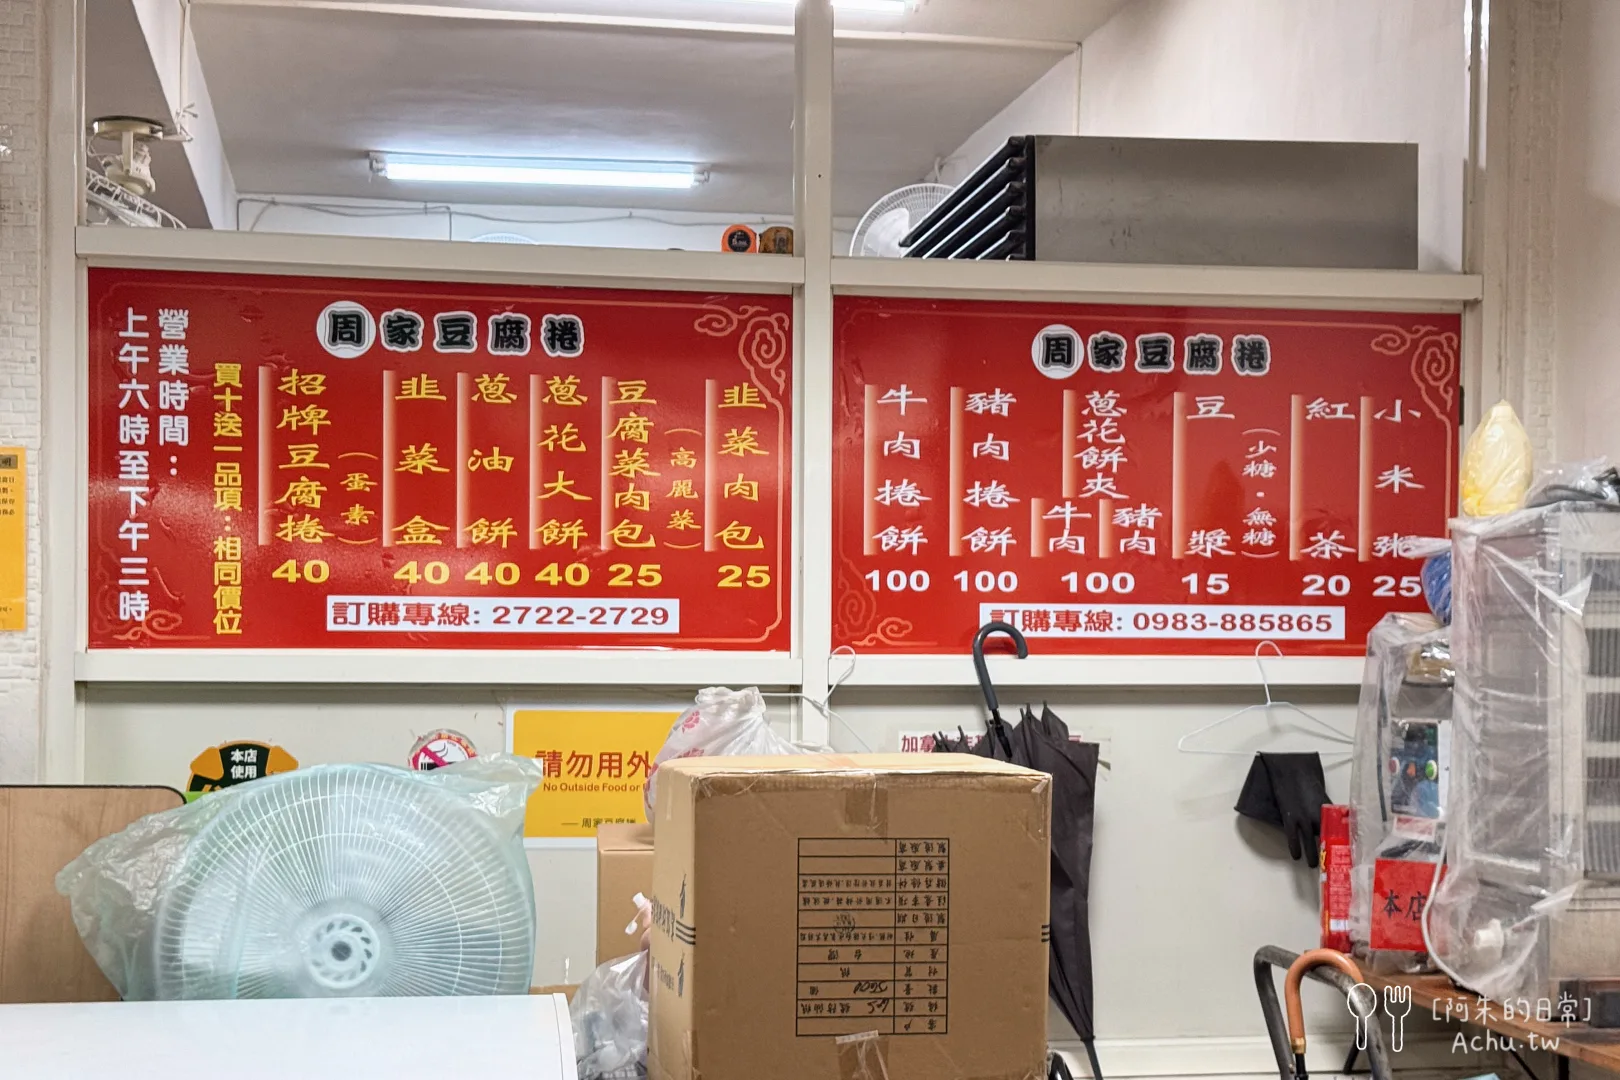 周家豆腐捲
營業時間：
上午六時至下午三時
買十送一品項：相同價位
招牌豆腐捲（蛋素） 40
韭菜盒 40
蔥油餅 40
蔥花大餅 40
豆腐菜肉包（高麗菜） 25
韭菜肉包 25
訂購專線: 2722-2729
周家豆腐捲
牛肉捲餅 100
豬肉捲餅 100
蔥花餅夾 牛肉 豬肉 100
豆漿（少糖・無糖） 15
紅茶 20
小米粥 25
訂購專線: 0983-885865
本店
使用
請勿用外
No Outside Food or
周家豆腐捲
加拿
本店
[阿朱的日常]
Achu.tw